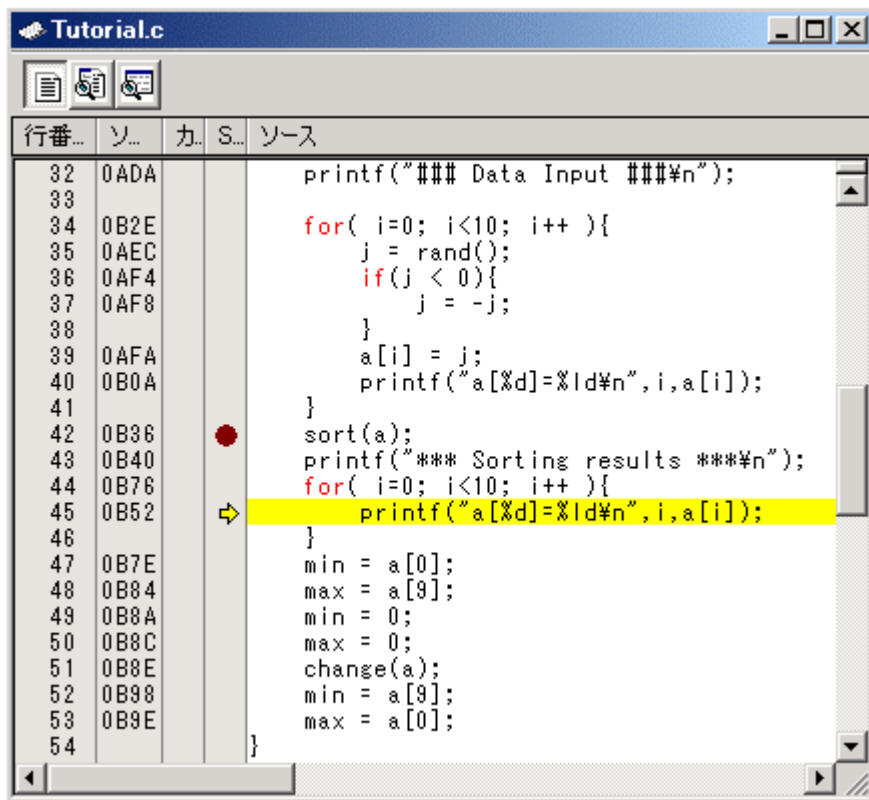 Tutorial.c
行番... ソ... カ.. S... ソース
32 0ADA printf("### Data Input ###¥n");
33
34 0B2E for( i=0; i<10; i++ ){
35 0AEC j = rand();
36 0AF4 if(j < 0){
37 0AF8 j = -j;
38 }
39 0AFA a[i] = j;
40 0B0A printf("a[%d]=%ld¥n",i,a[i]);
41 }
42 0B36 sort(a);
43 0B40 printf("*** Sorting results ***¥n");
44 0B76 for( i=0; i<10; i++ ){
45 0B52 printf("a[%d]=%ld¥n",i,a[i]);
46 }
47 0B7E min = a[0];
48 0B84 max = a[9];
49 0B8A min = 0;
50 0B8C max = 0;
51 0B8E change(a);
52 0B98 min = a[9];
53 0B9E max = a[0];
54 }